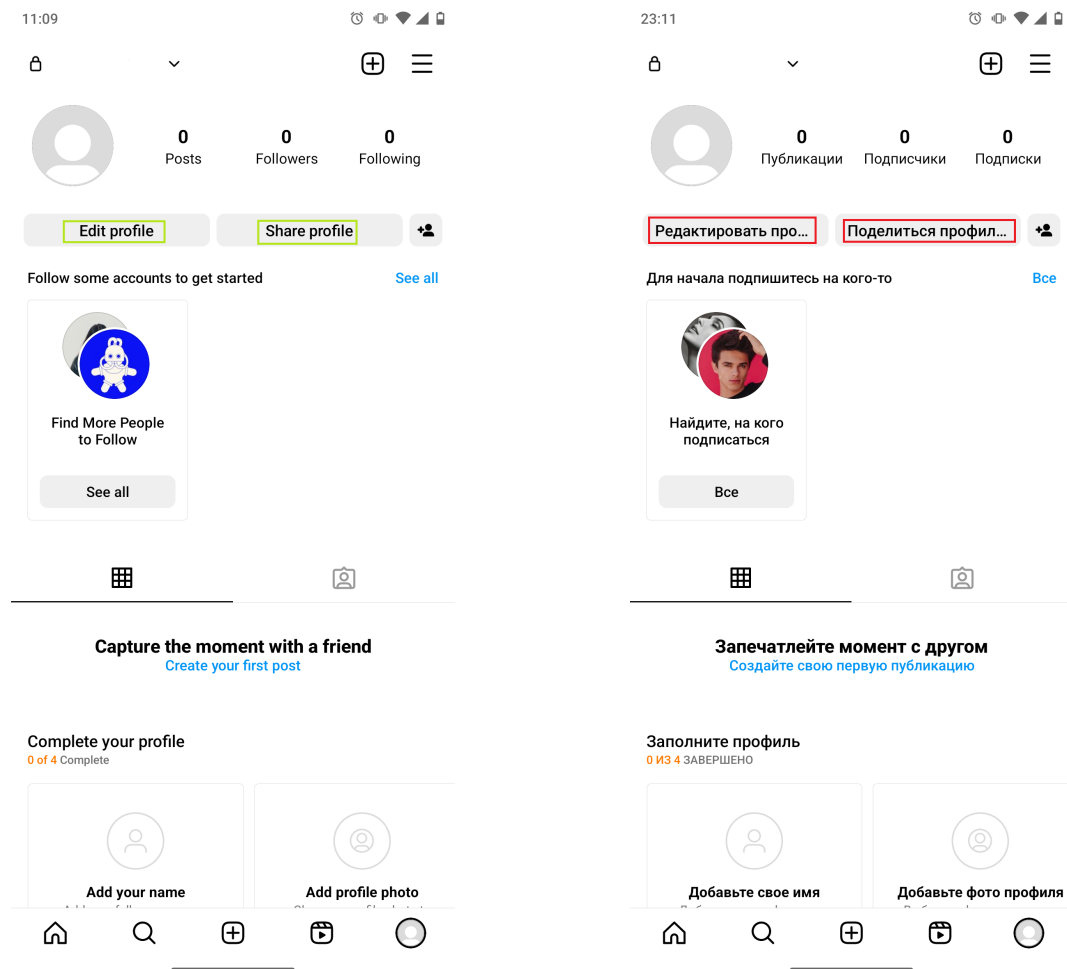 11:09
0
Posts
0
Followers
0
Following
Edit profile
Share profile
Follow some accounts to get started
See all
Find More People
to Follow
See all
Capture the moment with a friend
Create your first post
Complete your profile
0 of 4 Complete
Add your name
Add profile photo
23:11
0
Публикации
0
Подписчики
0
Подписки
Редактировать про...
Поделиться профил...
Для начала подпишитесь на кого-то
Все
Найдите, на кого
подписаться
Все
Запечатлейте момент с другом
Создайте свою первую публикацию
Заполните профиль
0 ИЗ 4 ЗАВЕРШЕНО
Добавьте свое имя
Добавьте фото профиля